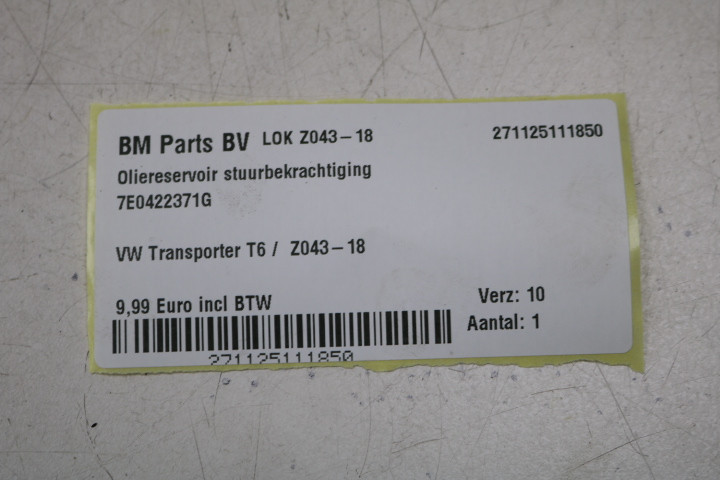 BM Parts BV LOK Z043-18 271125111850
Oliereservoir stuurbekrachtiging
7E0422371G
VW Transporter T6 / Z043-18
9,99 Euro incl BTW Verz: 10
Aantal: 1
271125111850